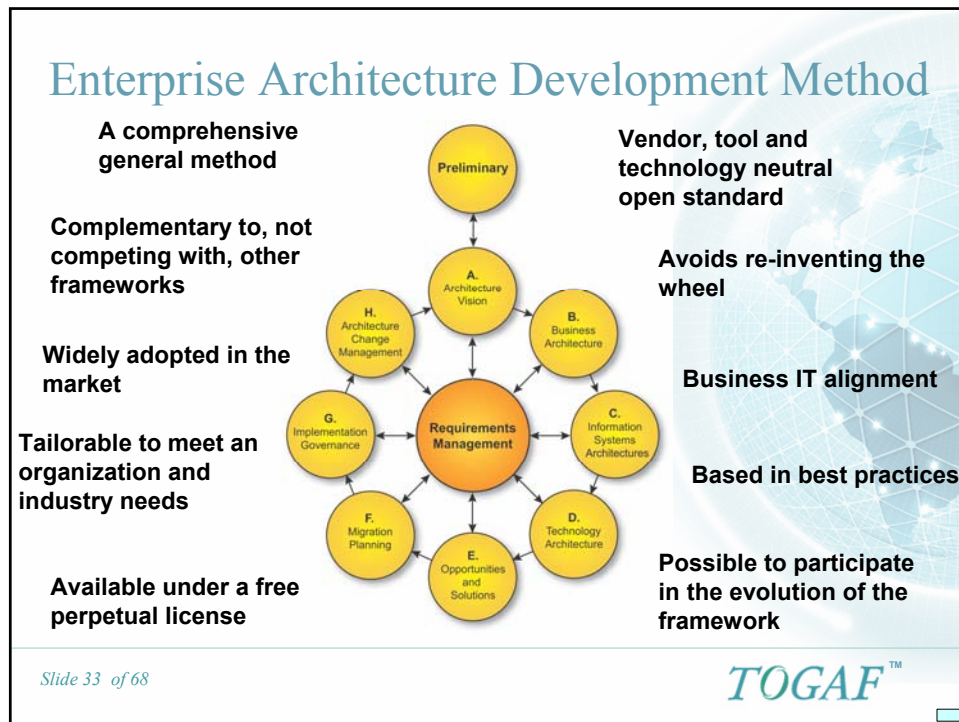 Enterprise Architecture Development Method
A comprehensive
general method
Complementary to, not
competing with, other
frameworks
Widely adopted in the
market
Tailorable to meet an
organization and
industry needs
Available under a free
perpetual license
Preliminary
A.
Architecture
Vision
B.
Business
Architecture
C.
Information
Systems
Architectures
D.
Technology
Architecture
E.
Opportunities
and
Solutions
F.
Migration
Planning
G.
Implementation
Governance
H.
Architecture
Change
Management
Requirements
Management
Vendor, tool and
technology neutral
open standard
Avoids re-inventing the
wheel
Business IT alignment
Based in best practices
Possible to participate
in the evolution of the
framework
Slide 33 of 68
TOGAF™